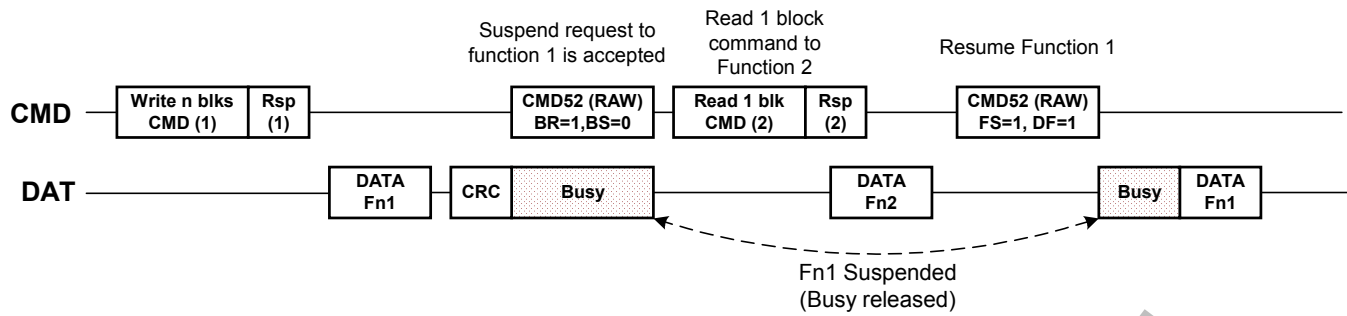 Suspend request to
function 1 is accepted
Read 1 block
command to
Function 2
Resume Function 1
CMD
Write n blks
CMD (1)
Rsp
(1)
CMD52 (RAW)
BR=1,BS=0
Read 1 blk
CMD (2)
Rsp
(2)
CMD52 (RAW)
FS=1, DF=1
DAT
DATA
Fn1
CRC
Busy
DATA
Fn2
Busy
DATA
Fn1
Fn1 Suspended
(Busy released)